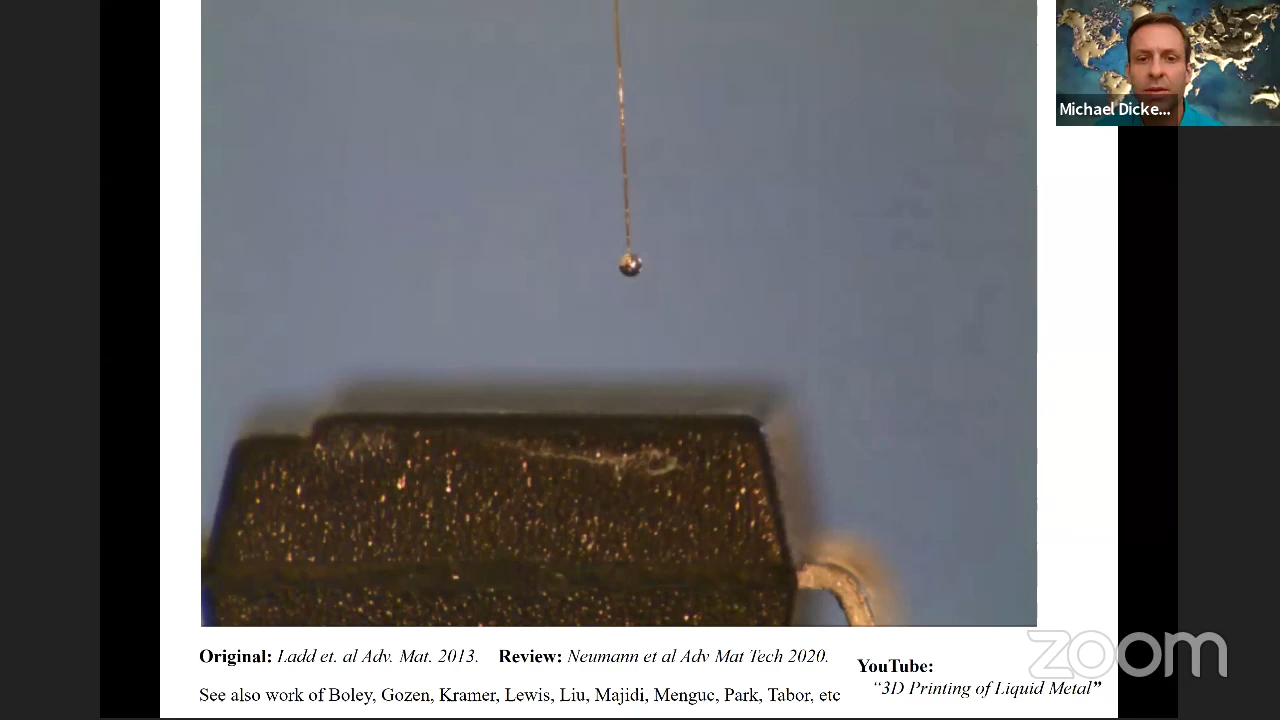 Michael Dicke...
Original: Ladd et. al Adv. Mat. 2013. Review: Neumann et al Adv Mat Tech 2020.
See also work of Boley, Gozen, Kramer, Lewis, Liu, Majidi, Menguc, Park, Tabor, etc
YouTube:
“3D Printing of Liquid Metal”
zoom